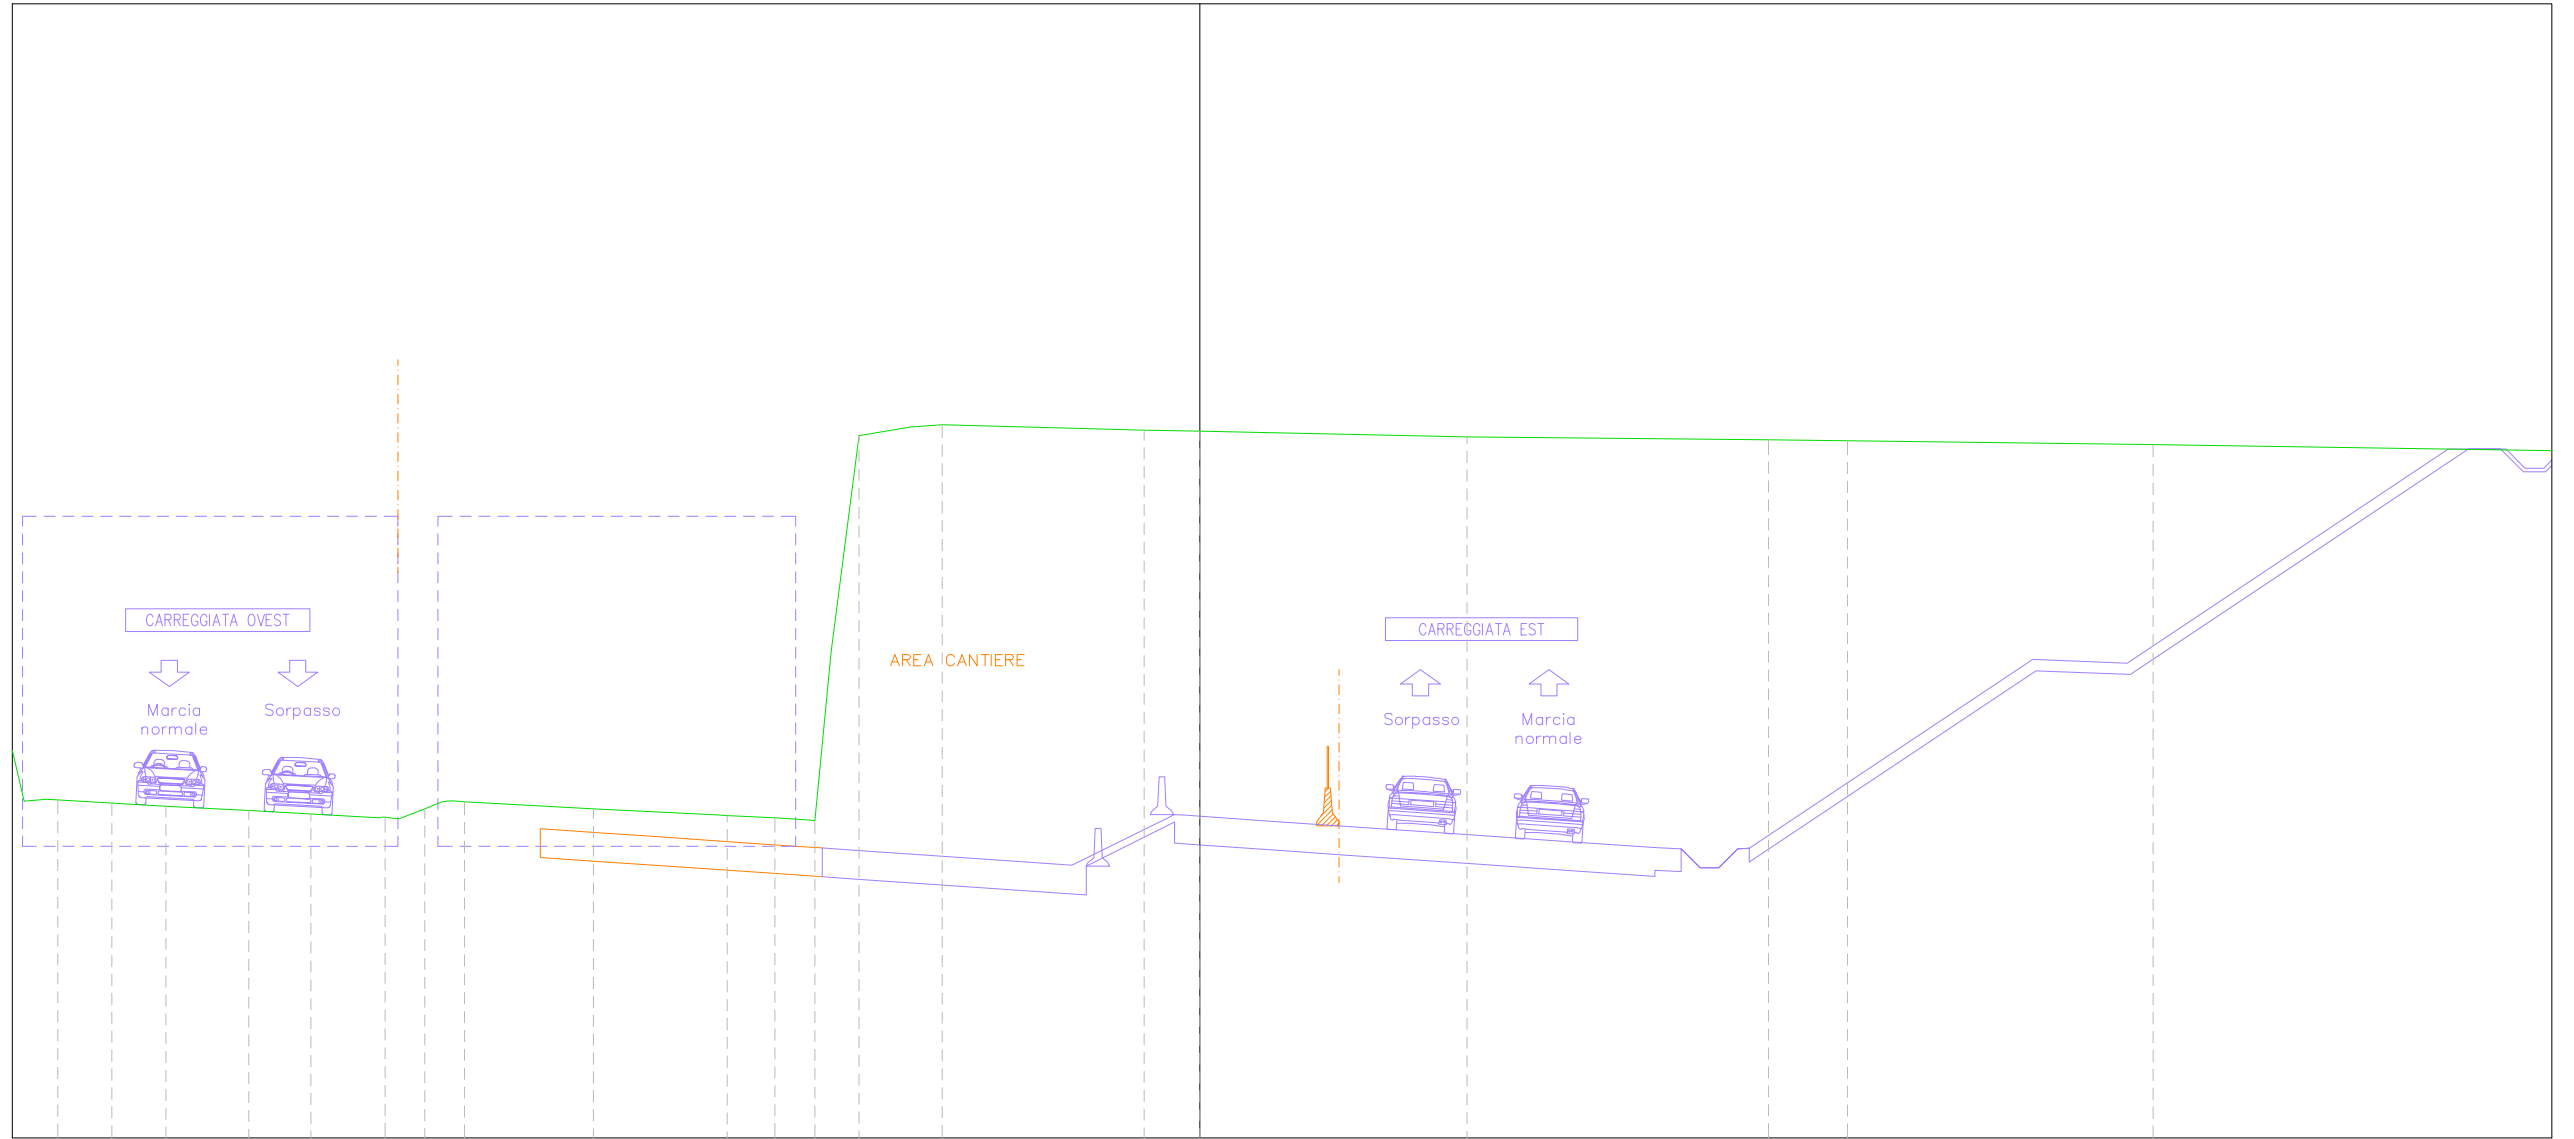 CARREGGIATA OVEST
Marcia
normale
Sorpasso
AREA CANTIERE
CARREGGIATA EST
Sorpasso
Marcia
normale